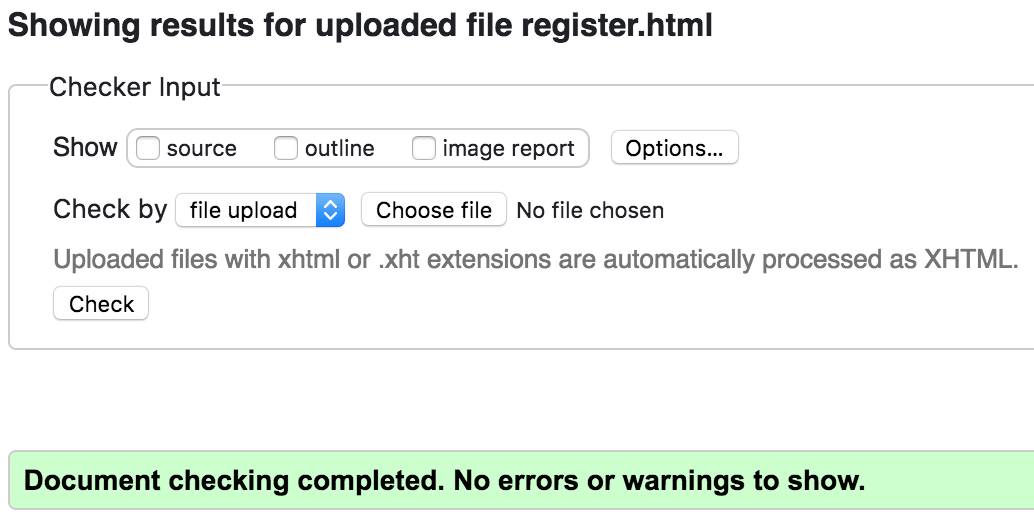 Showing results for uploaded file register.html
Checker Input
Show source outline image report Options...
Check by file upload Choose file No file chosen
Uploaded files with xhtml or .xht extensions are automatically processed as XHTML.
Check
Document checking completed. No errors or warnings to show.